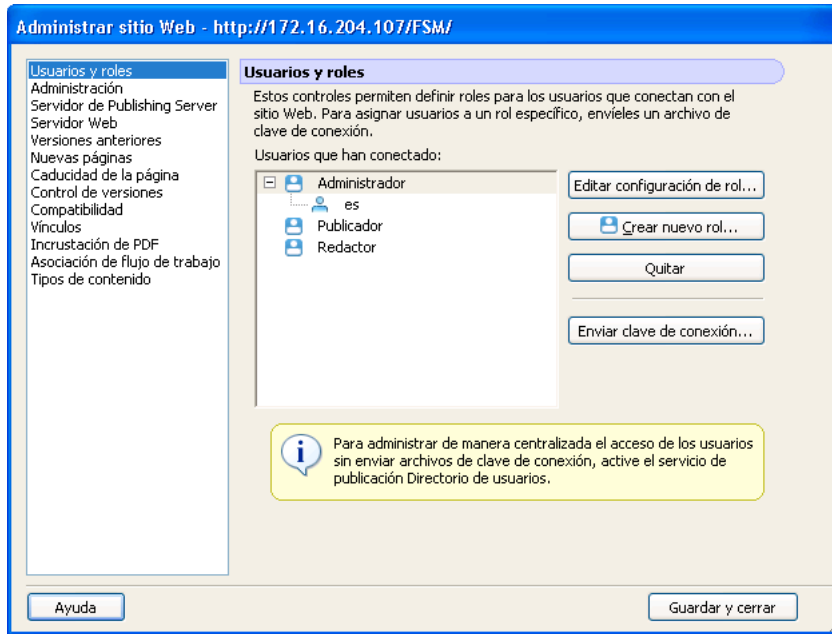 Administrar sitio Web - http://172.16.204.107/FSM/
Usuarios y roles
Administración
Servidor de Publishing Server
Servidor Web
Versiones anteriores
Nuevas páginas
Caducidad de la página
Control de versiones
Compatibilidad
Vínculos
Incrustación de PDF
Asociación de flujo de trabajo
Tipos de contenido
Usuarios y roles
Estos controles permiten definir roles para los usuarios que conectan con el
sitio Web. Para asignar usuarios a un rol específico, envíeles un archivo de
clave de conexión.
Usuarios que han conectado:
Administrador
es
Publicador
Redactor
Editar configuración de rol...
Crear nuevo rol...
Quitar
Enviar clave de conexión...
Para administrar de manera centralizada el acceso de los usuarios
sin enviar archivos de clave de conexión, active el servicio de
publicación Directorio de usuarios.
Ayuda
Guardar y cerrar